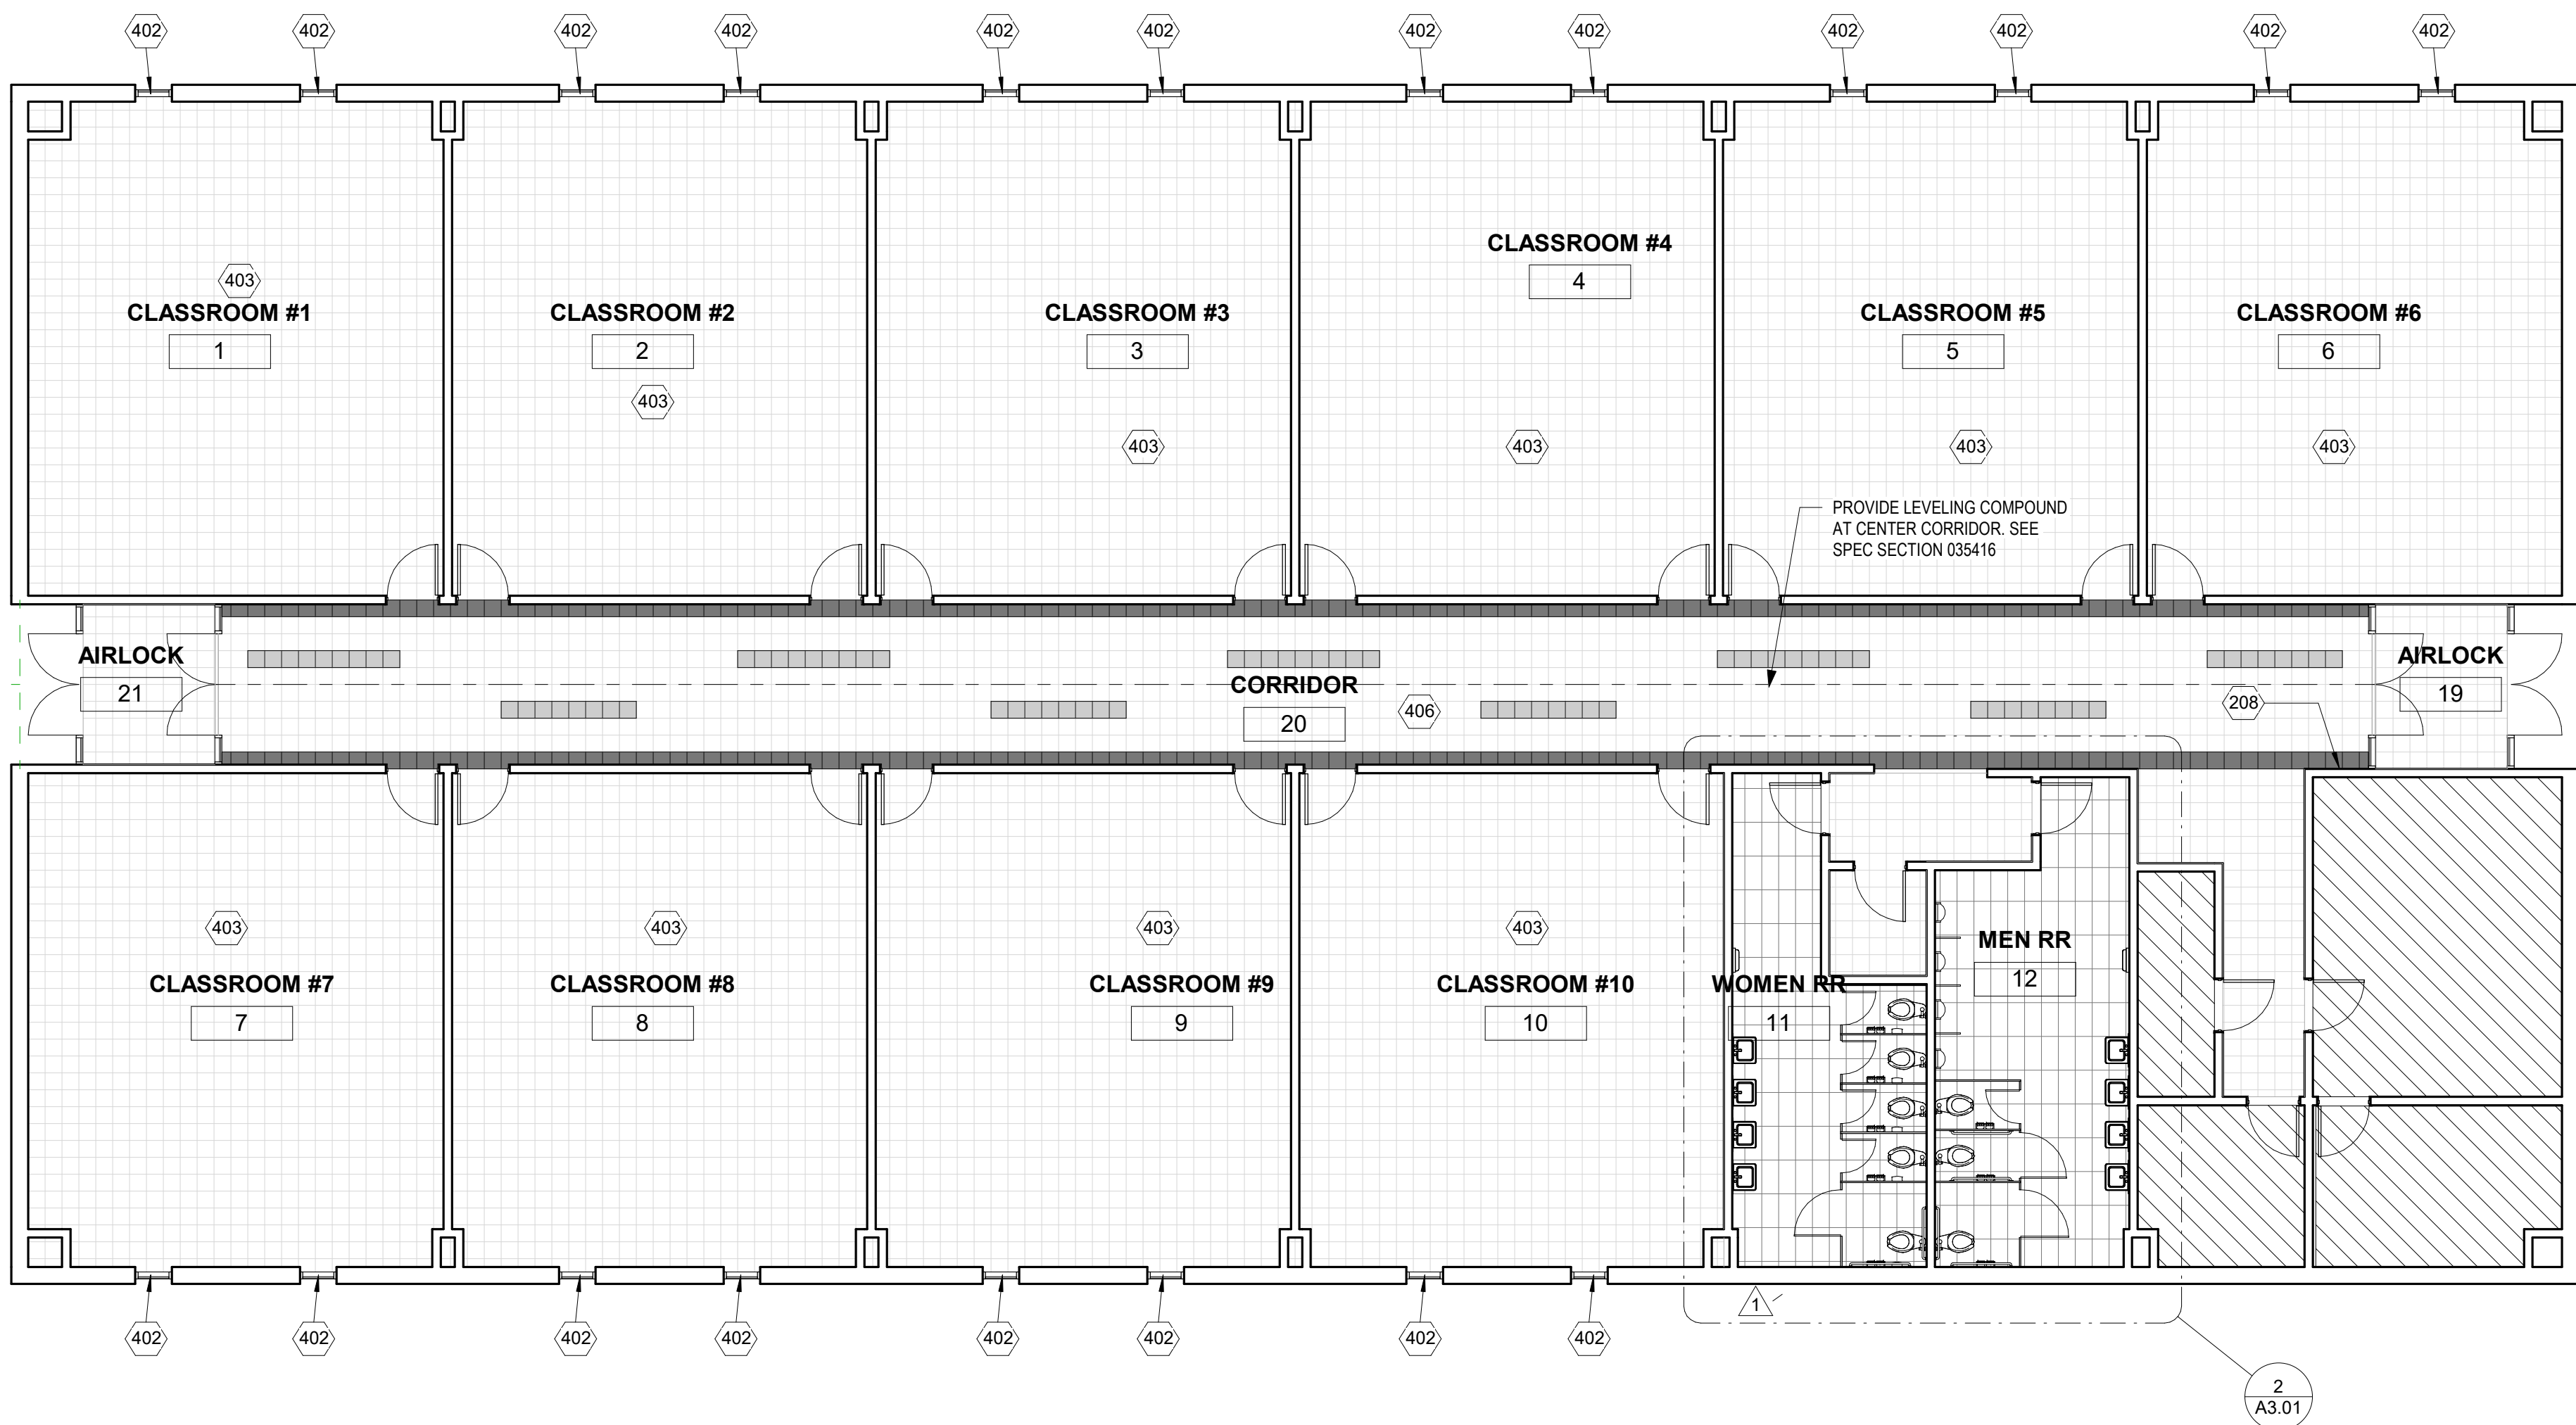 402 402 402 402 402 402 402 402 402 402 402 402
403
CLASSROOM #1
1
CLASSROOM #2
2
403
CLASSROOM #3
3
403
CLASSROOM #4
4
403
CLASSROOM #5
5
403
CLASSROOM #6
6
403
PROVIDE LEVELING COMPOUND
AT CENTER CORRIDOR. SEE
SPEC SECTION 035416
AIRLOCK
21
CORRIDOR
20
406
208
AIRLOCK
19
403
CLASSROOM #7
7
403
CLASSROOM #8
8
403
CLASSROOM #9
9
403
CLASSROOM #10
10
WOMEN RR
11
MEN RR
12
1
402 402 402 402 402 402 402 402
2
A3.01